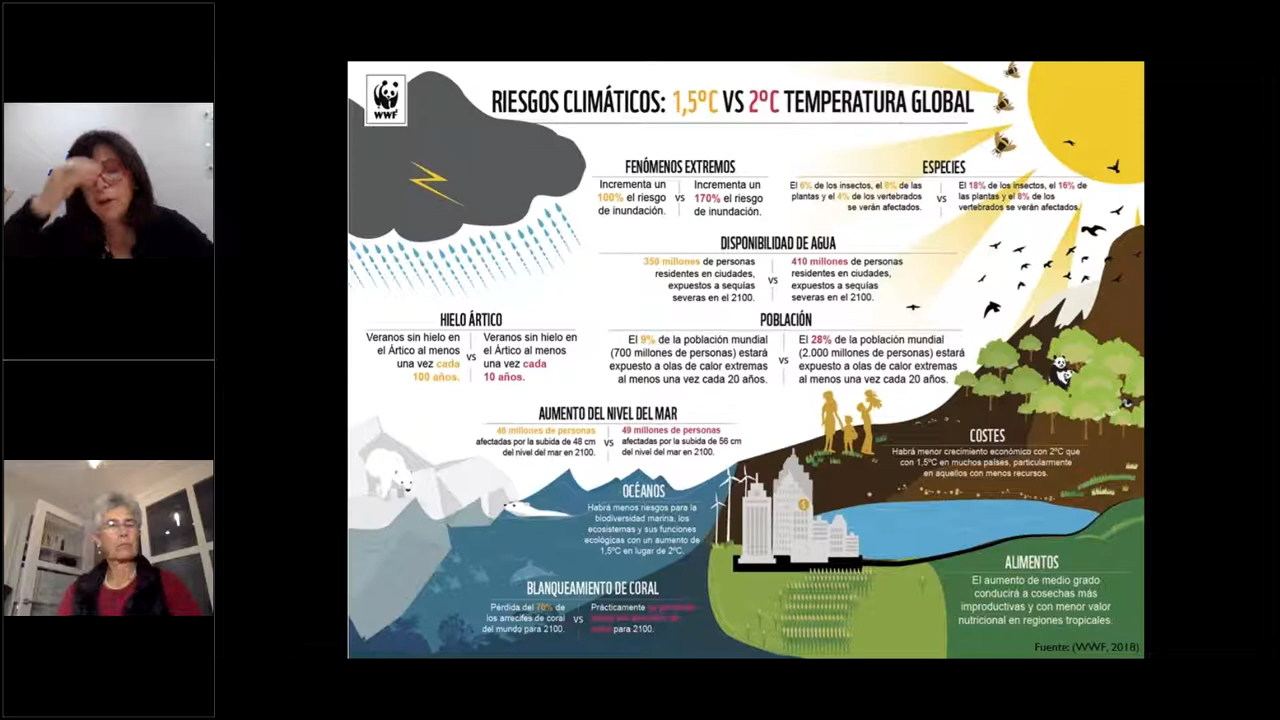 WWF
RIESGOS CLIMÁTICOS: 1,5ºC VS 2ºC TEMPERATURA GLOBAL
FENÓMENOS EXTREMOS
Incrementa un
100% el riesgo
de inundación.
vs
Incrementa un
170% el riesgo
de inundación.
ESPECIES
El 6% de los insectos, el 8% de las
plantas y el 4% de los vertebrados
se verán afectados.
vs
El 18% de los insectos, el 16% de
las plantas y el 8% de los
vertebrados se verán afectados.
DISPONIBILIDAD DE AGUA
350 millones de personas
residentes en ciudades,
expuestos a sequías
severas en el 2100.
vs
410 millones de personas
residentes en ciudades,
expuestos a sequías
severas en el 2100.
HIELO ÁRTICO
Veranos sin hielo en
el Ártico al menos
una vez cada
100 años.
vs
Veranos sin hielo en
el Ártico al menos
una vez cada
10 años.
POBLACIÓN
El 9% de la población mundial
(700 millones de personas) estará
expuesto a olas de calor extremas
al menos una vez cada 20 años.
vs
El 28% de la población mundial
(2.000 millones de personas) estará
expuesto a olas de calor extremas
al menos una vez cada 20 años.
AUMENTO DEL NIVEL DEL MAR
46 millones de personas
afectadas por la subida de 48 cm
del nivel del mar en 2100.
vs
49 millones de personas
afectadas por la subida de 56 cm
del nivel del mar en 2100.
COSTES
Habrá menor crecimiento económico con 2ºC que
con 1,5ºC en muchos países, particularmente
en aquellos con menos recursos.
OCÉANOS
Habrá menos riesgos para la
biodiversidad marina, los
ecosistemas y sus funciones
ecológicas con un aumento de
1,5ºC en lugar de 2ºC.
BLANQUEAMIENTO DE CORAL
Pérdida del 70% de
los arrecifes de coral
del mundo para 2100.
vs
Prácticamente
para 2100.
ALIMENTOS
El aumento de medio grado
conducirá a cosechas más
improductivas y con menor valor
nutricional en regiones tropicales.
Fuente: (WWF, 2018)